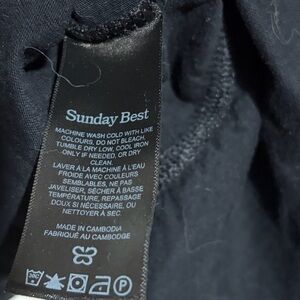 Sunday Best
MACHINE WASH COLD WITH LIKE
COLOURS, DO NOT BLEACH,
TUMBLE DRY LOW, COOL IRON
ONLY IF NEEDED, OR DRY
CLEAN.
LAVER À LA MACHINE À L'EAU
FROIDE AVEC COULEURS
SEMBLABLES, NE PAS
JAVELISER, SÉCHER À BASSE
TEMPÉRATURE, REPASSAGE
DOUX SI NÉCESSAIRE, OU
NETTOYER À SEC
MADE IN CAMBODIA
FABRIQUÉ AU CAMBODGE
30C
P